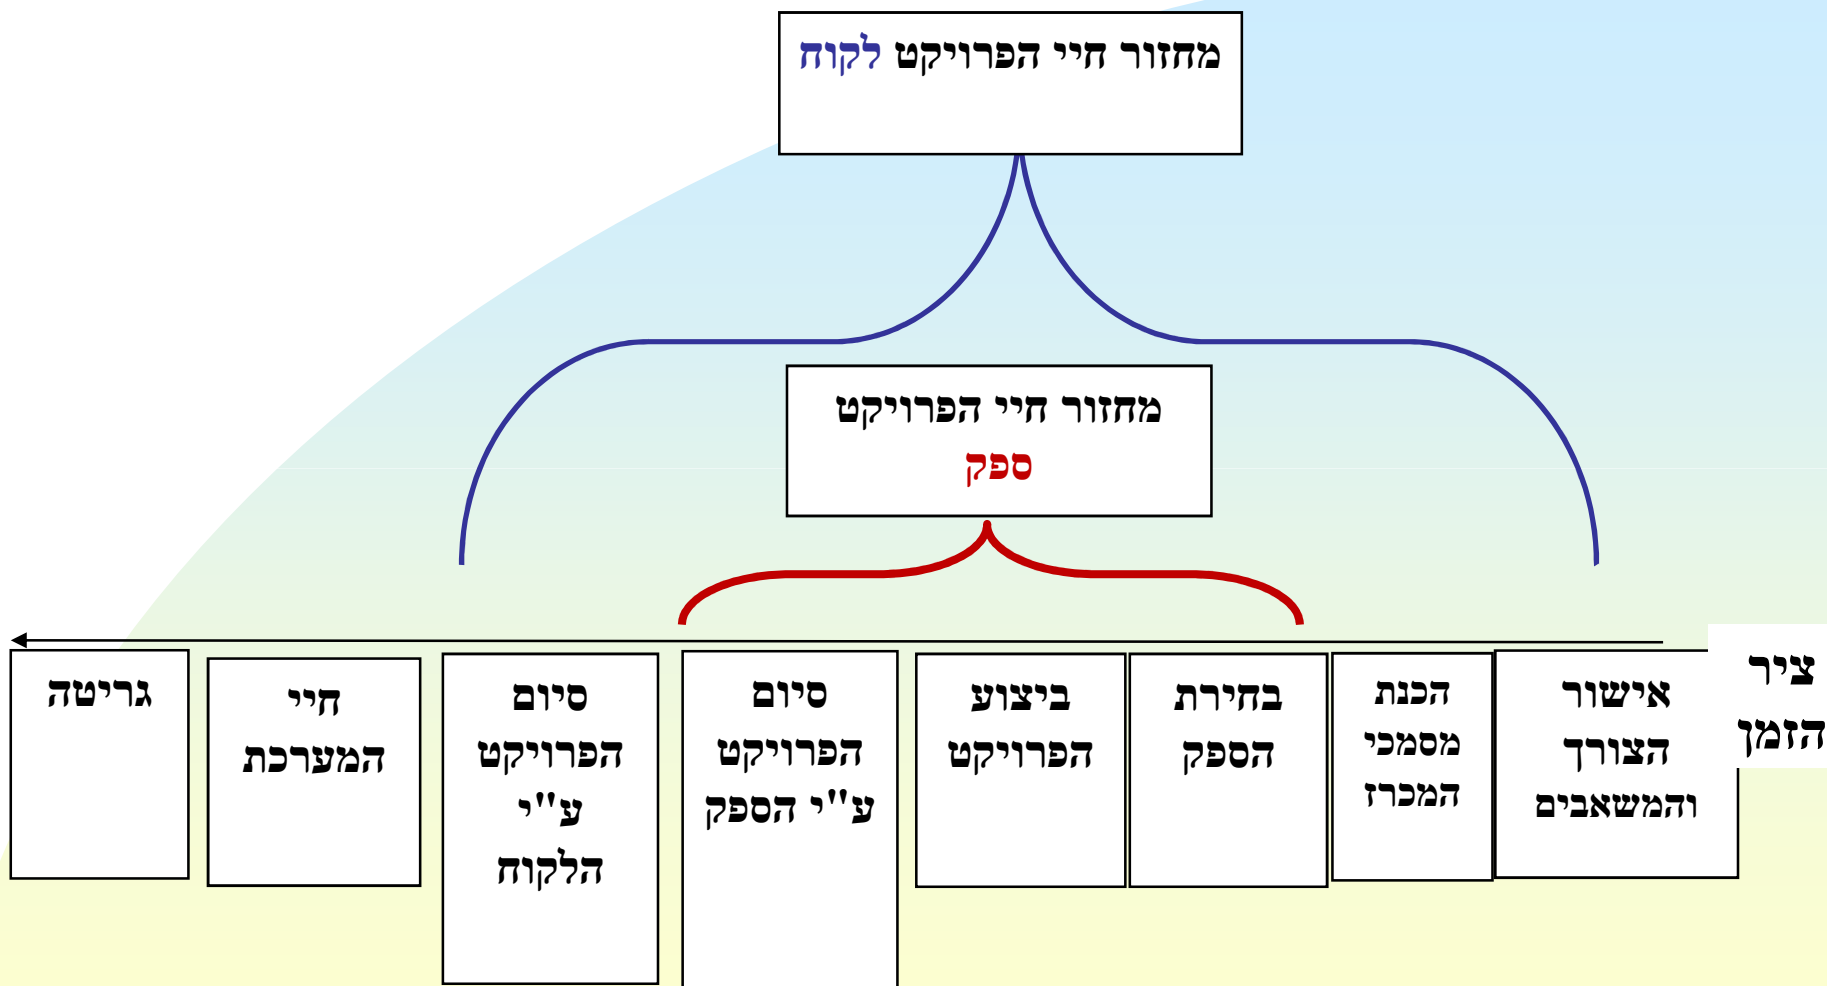 מחזור חיי הפרויקט לקוח
מחזור חיי הפרויקט
ספק
ציר
הזמן
אישור
הצורך
והמשאבים
הכנת
מסמכי
המכרז
בחירת
הספק
ביצוע
הפרויקט
סיום
הפרויקט
ע"י הספק
סיום
הפרויקט
ע"י
הלקוח
חיי
המערכת
גריטה